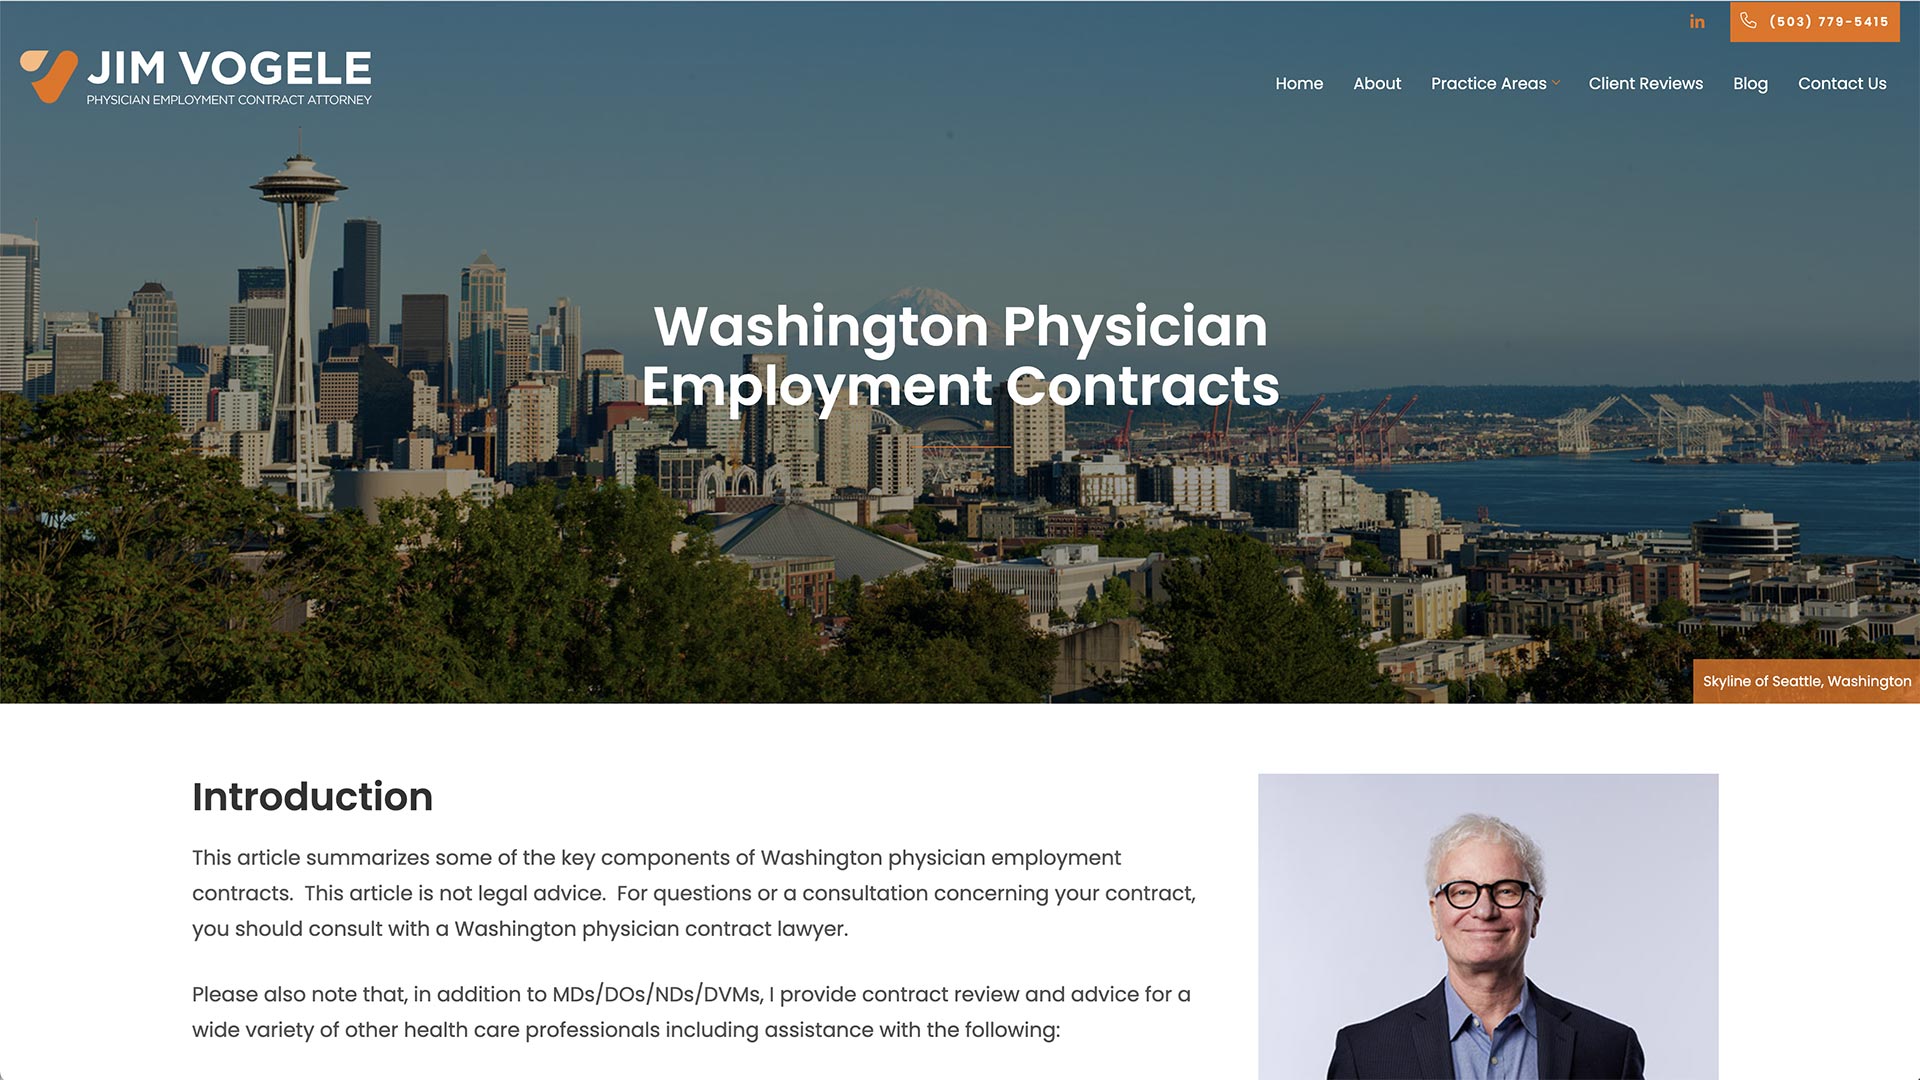 in
(503) 779-5415
JIM VOGELE
PHYSICIAN EMPLOYMENT CONTRACT ATTORNEY
Home About Practice Areas Client Reviews Blog Contact Us
Washington Physician
Employment Contracts
Skyline of Seattle, Washington
Introduction
This article summarizes some of the key components of Washington physician employment
contracts.  This article is not legal advice.  For questions or a consultation concerning your contract,
you should consult with a Washington physician contract lawyer.
Please also note that, in addition to MDs/DOs/NDs/DVMs, I provide contract review and advice for a
wide variety of other health care professionals including assistance with the following: